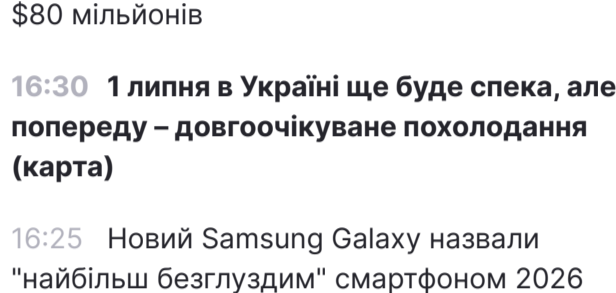 $80 мільйонів
16:30 1 липня в Україні ще буде спека, але
попереду – довгоочікуване похолодання
(карта)
16:25 Новий Samsung Galaxy назвали
"найбільш безглуздим" смартфоном 2026